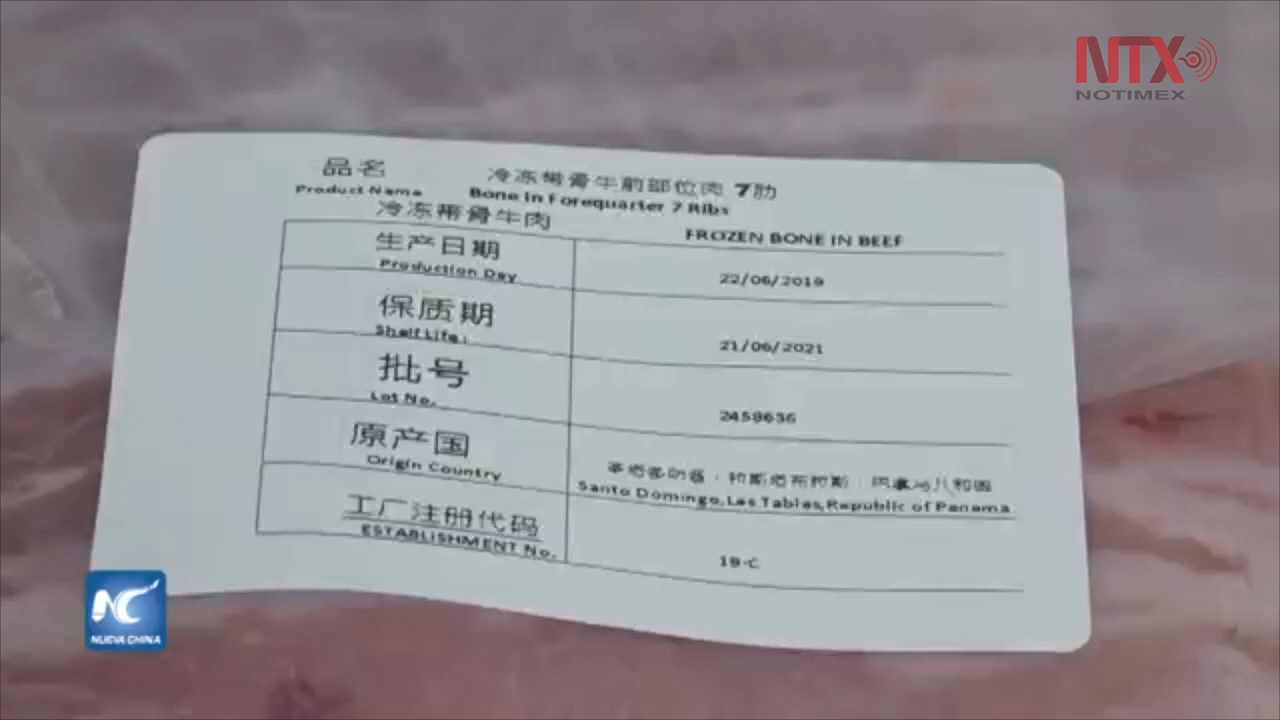 NTX
NOTIMEX
品名 冷冻带骨牛前部位肉 7肋
Product Name Bone In Forequarter 7 Ribs
冷冻带骨牛肉 FROZEN BONE IN BEEF
生产日期
Production Day 22/06/2019
保质期
Shelf Life: 21/06/2021
批号
Lot No. 2458636
原产国
Origin Country Santo Domingo, Las Tablas, Republic of Panama
工厂注册代码
ESTABLISHMENT No. 18-C
NC
NUEVA CHINA